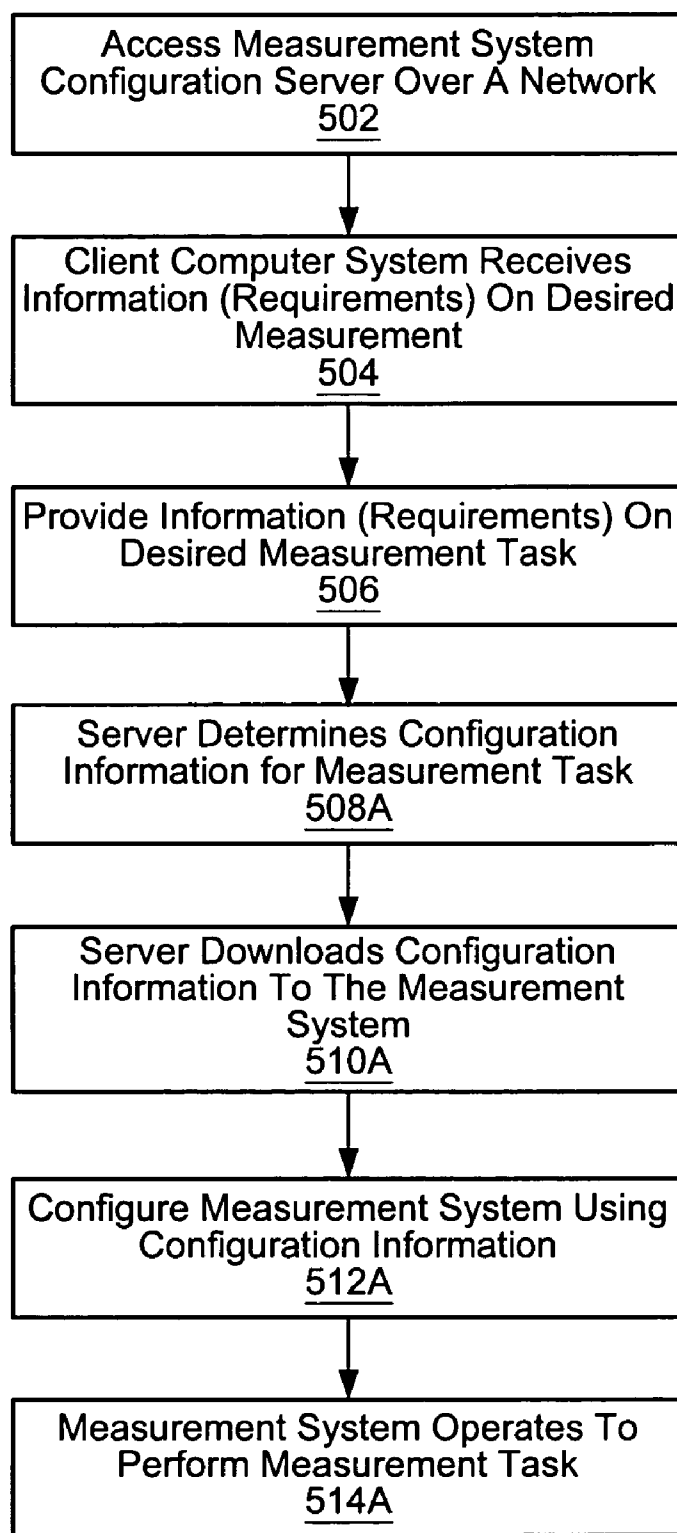 Access Measurement System
Configuration Server Over A Network
502
Client Computer System Receives
Information (Requirements) On Desired
Measurement
504
Provide Information (Requirements) On
Desired Measurement Task
506
Server Determines Configuration
Information for Measurement Task
508A
Server Downloads Configuration
Information To The Measurement
System
510A
Configure Measurement System Using
Configuration Information
512A
Measurement System Operates To
Perform Measurement Task
514A